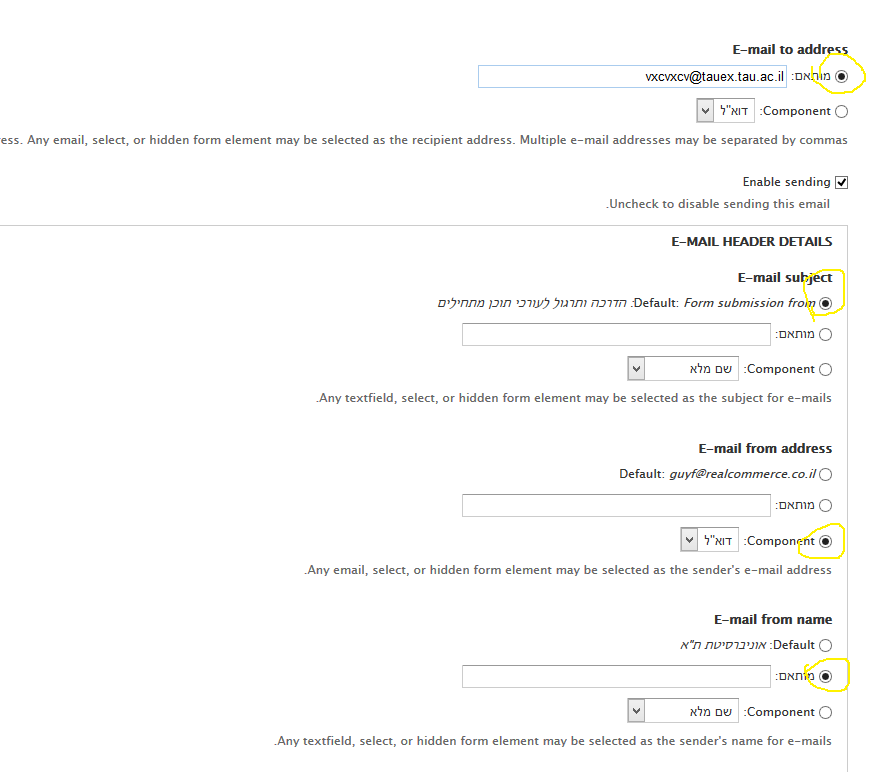 E-mail to address
מותאם: vxcvxcv@tauex.tau.ac.il
Component: דוא"ל
ess. Any email, select, or hidden form element may be selected as the recipient address. Multiple e-mail addresses may be separated by commas
Enable sending
.Uncheck to disable sending this email
E-MAIL HEADER DETAILS
E-mail subject
Default: Form submission from: הדרכה ותרגול לעורכי תוכן מתחילים
מותאם:
Component: שם מלא
.Any textfield, select, or hidden form element may be selected as the subject for e-mails
E-mail from address
Default: guyf@realcommerce.co.il
מותאם:
Component: דוא"ל
.Any email, select, or hidden form element may be selected as the sender's e-mail address
E-mail from name
Default: אוניברסיטת ת"א
מותאם:
Component: שם מלא
.Any textfield, select, or hidden form element may be selected as the sender's name for e-mails